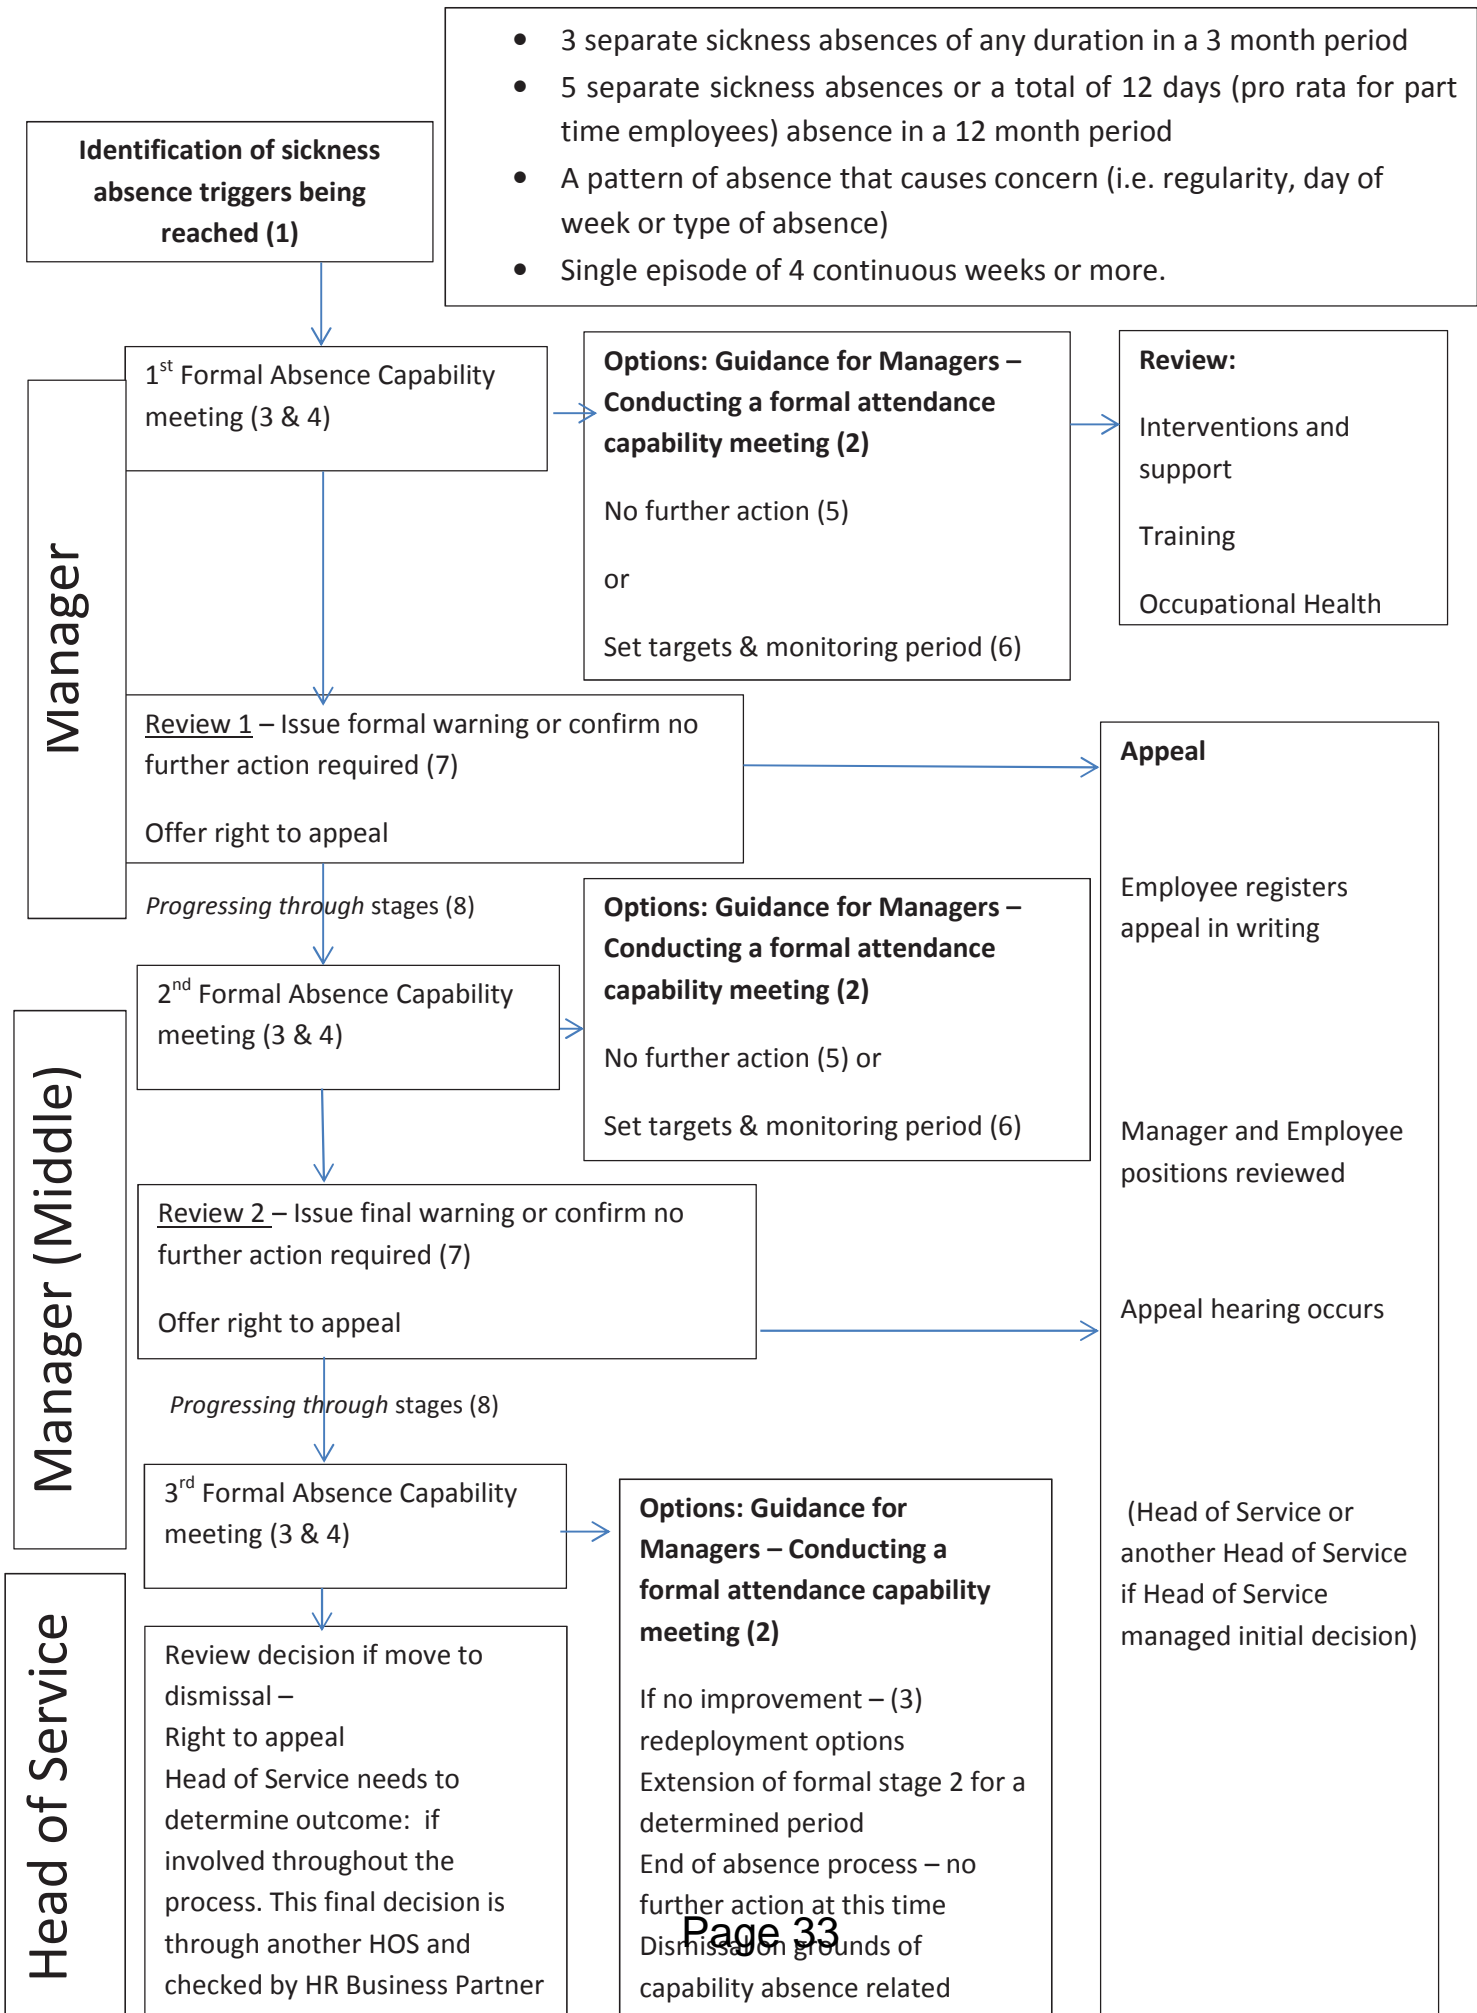 3 separate sickness absences of any duration in a 3 month period
5 separate sickness absences or a total of 12 days (pro rata for part
time employees) absence in a 12 month period
A pattern of absence that causes concern (i.e. regularity, day of
week or type of absence)
Single episode of 4 continuous weeks or more.
Identification of sickness
absence triggers being
reached (1)
Manager
1st Formal Absence Capability
meeting (3 & 4)
Options: Guidance for Managers –
Conducting a formal attendance
capability meeting (2)
No further action (5)
or
Set targets & monitoring period (6)
Review:
Interventions and
support
Training
Occupational Health
Review 1 – Issue formal warning or confirm no
further action required (7)
Offer right to appeal
Progressing through stages (8)
Manager (Middle)
2nd Formal Absence Capability
meeting (3 & 4)
Options: Guidance for Managers –
Conducting a formal attendance
capability meeting (2)
No further action (5) or
Set targets & monitoring period (6)
Review 2 – Issue final warning or confirm no
further action required (7)
Offer right to appeal
Progressing through stages (8)
Appeal
Employee registers
appeal in writing
Manager and Employee
positions reviewed
Appeal hearing occurs
(Head of Service or
another Head of Service
if Head of Service
managed initial decision)
3rd Formal Absence Capability
meeting (3 & 4)
Options: Guidance for
Managers – Conducting a
formal attendance capability
meeting (2)
If no improvement – (3)
redeployment options
Extension of formal stage 2 for a
determined period
End of absence process – no
further action at this time
Dismissal on grounds of
capability absence related
Head of Service
Review decision if move to
dismissal –
Right to appeal
Head of Service needs to
determine outcome: if
involved throughout the
process. This final decision is
through another HOS and
checked by HR Business Partner
Page 33